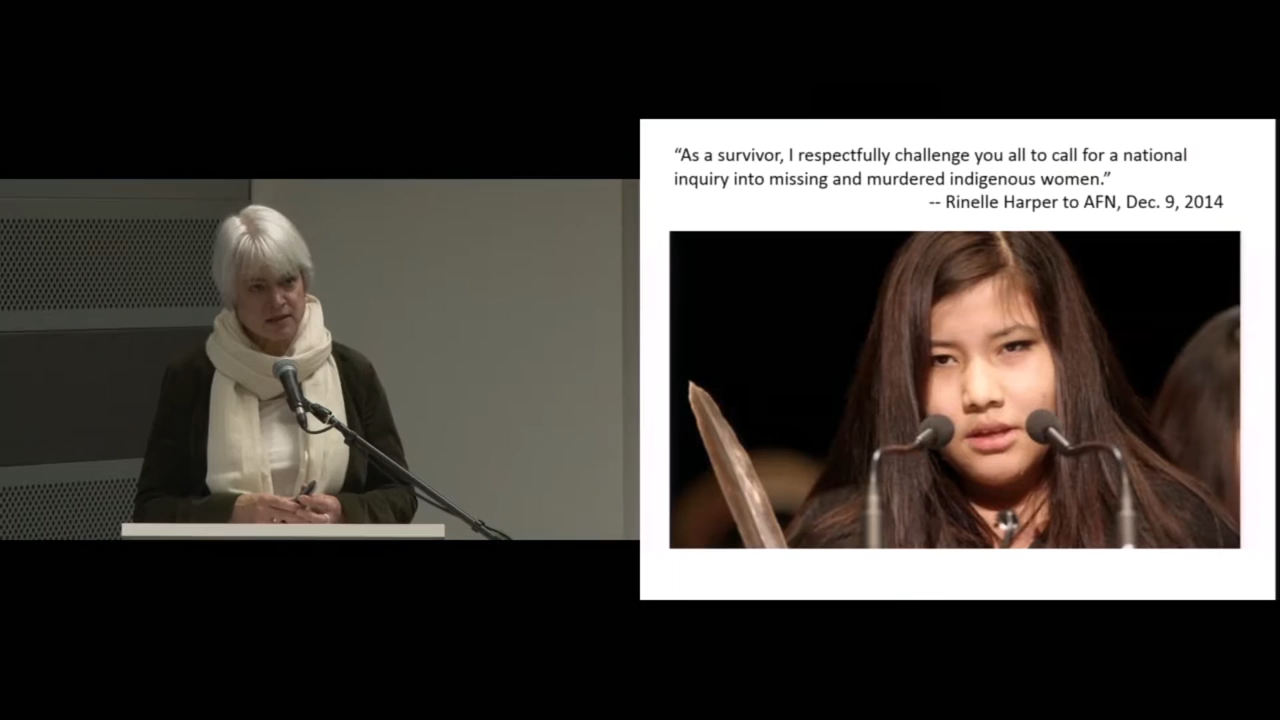 “As a survivor, I respectfully challenge you all to call for a national
inquiry into missing and murdered indigenous women.”
-- Rinelle Harper to AFN, Dec. 9, 2014